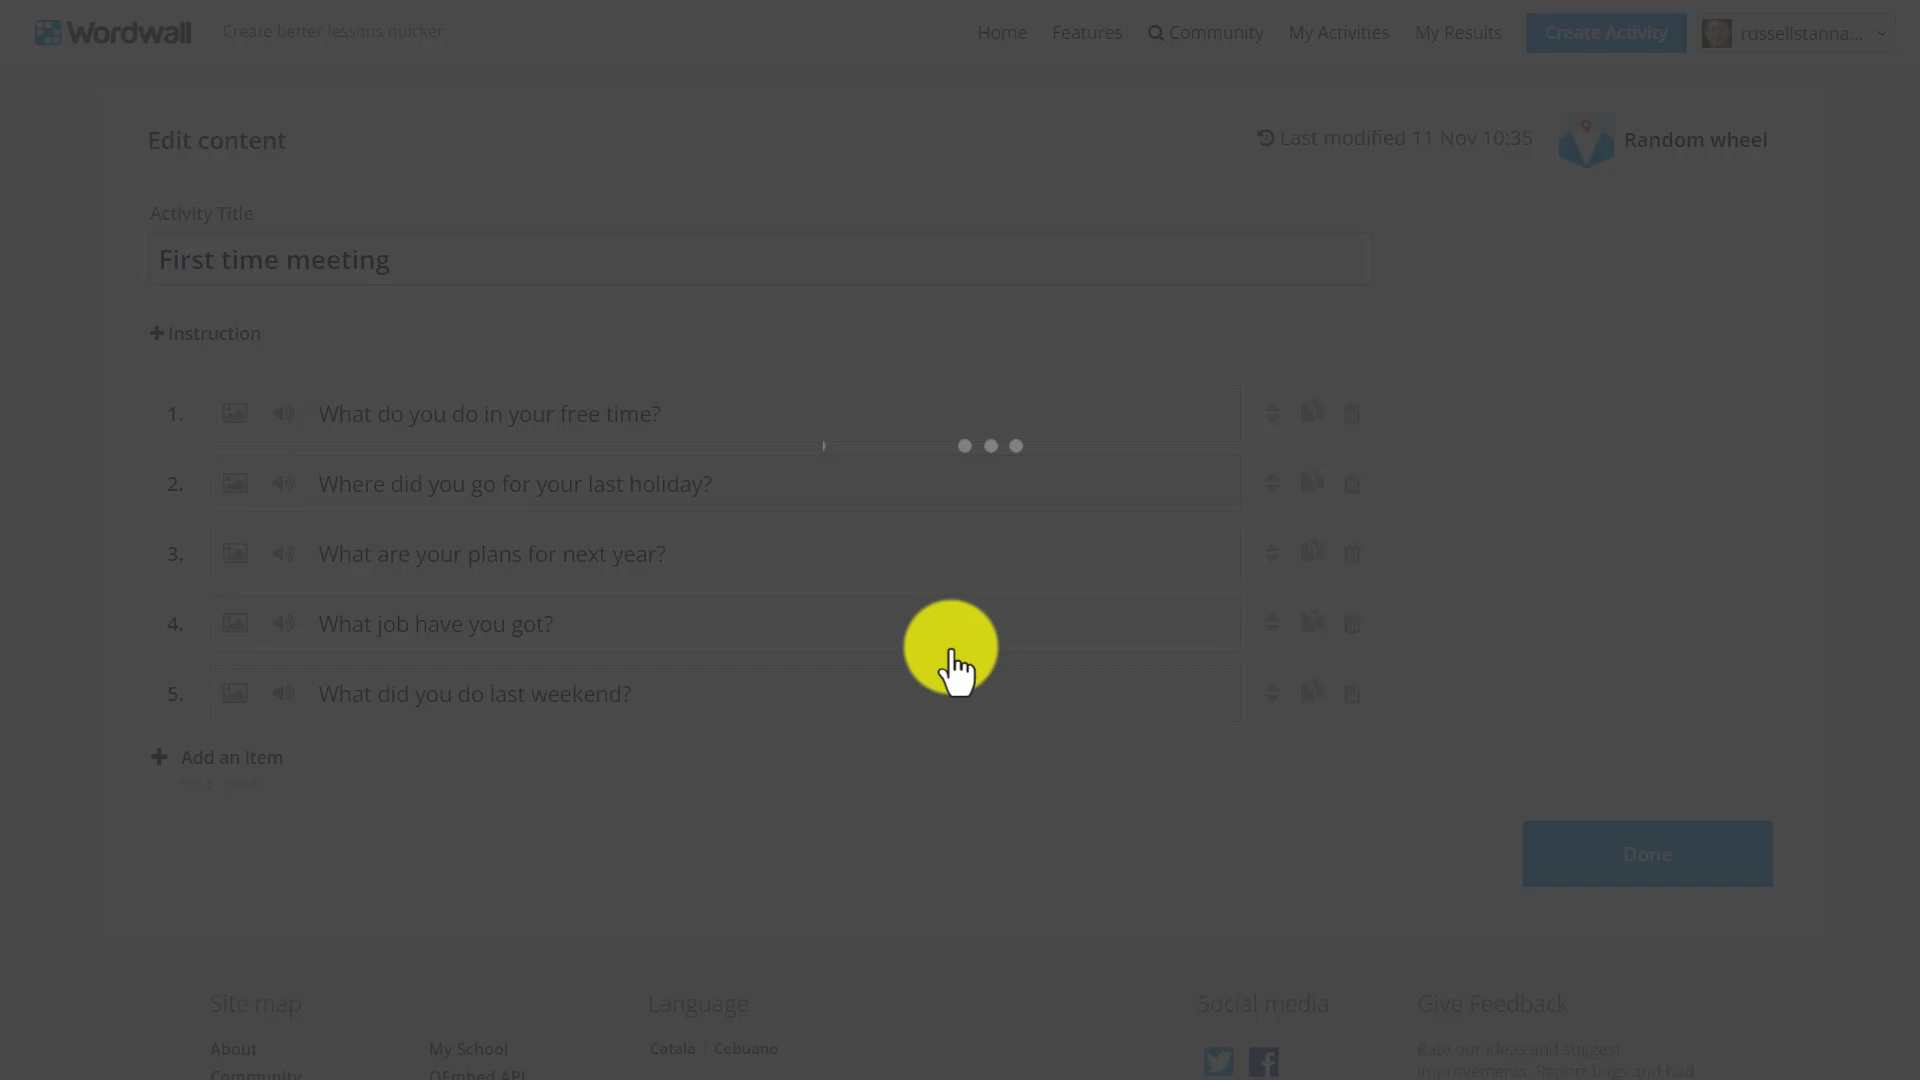 Wordwall
Create better lessons quicker
Home
Features
Community
My Activities
My Results
Create Activity
russellstanna...
Edit content
Last modified 11 Nov 10:35
Random wheel
Activity Title
First time meeting
Instruction
1. What do you do in your free time?
2. Where did you go for your last holiday?
3. What are your plans for next year?
4. What job have you got?
5. What did you do last weekend?
Add an item
Done
Site map
Language
Social media
Give Feedback
About
My School
Català
Cebuano
Rate our ideas and suggest
Community
OEmbed API
improvements. Report bugs and bad